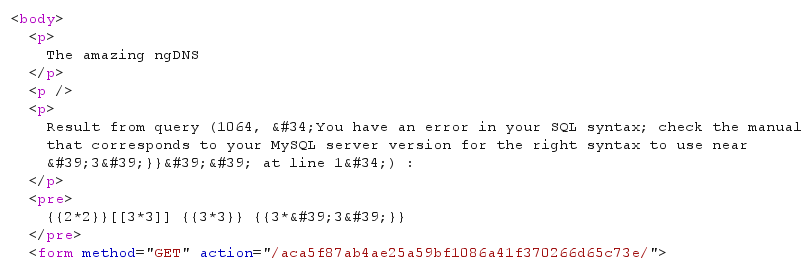 <body>
<p>
The amazing ngDNS
</p>
<p />
<p>
Result from query (1064, &#34;You have an error in your SQL syntax; check the manual
that corresponds to your MySQL server version for the right syntax to use near
&#39;3&#39;}}&#39;&#39; at line 1&#34;) :
</p>
<pre>
{{2*2}}[[3*3]] {{3*3}} {{3*&#39;3&#39;}}
</pre>
<form method="GET" action="/aca5f87ab4ae25a59bf1086a41f370266d65c73e/">